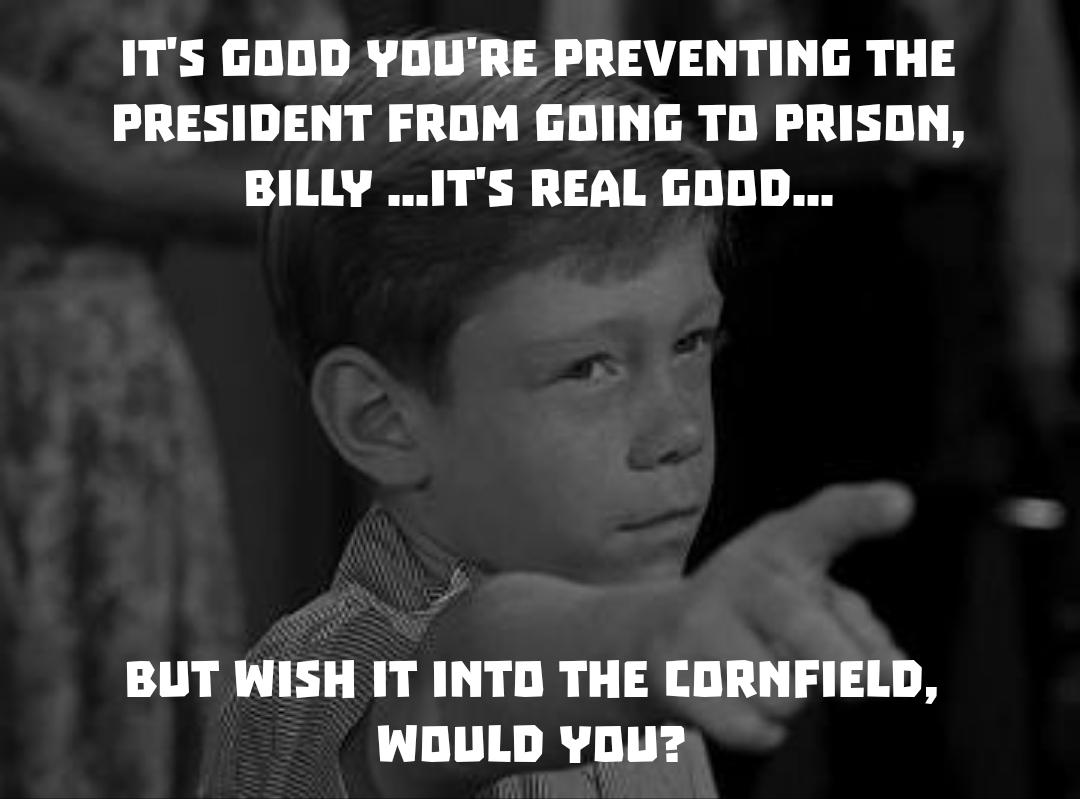 IT'S GOOD YOU'RE PREVENTING THE
PRESIDENT FROM GOING TO PRISON,
BILLY ...IT'S REAL GOOD...
BUT WISH IT INTO THE CORNFIELD,
WOULD YOU?